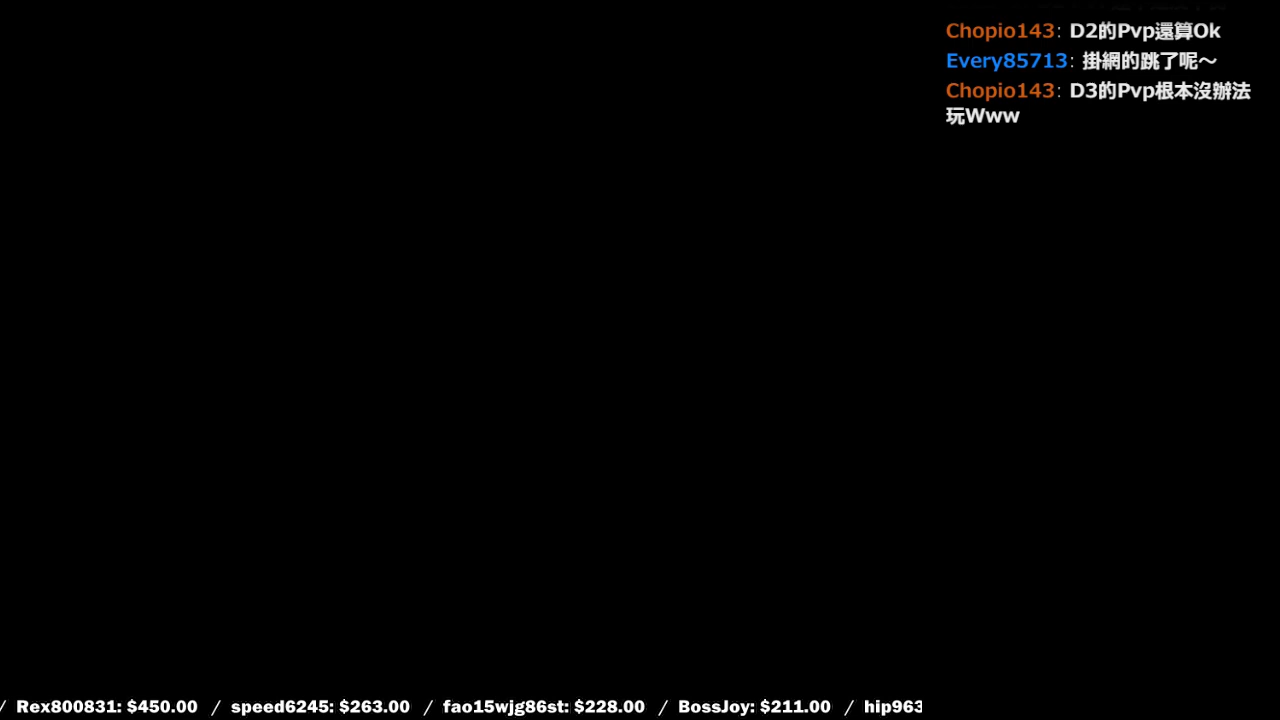 Chopio143: D2的Pvp還算Ok
Every85713: 掛網的跳了呢～
Chopio143: D3的Pvp根本沒辦法
玩Www
/ Rex800831: $450.00 / speed6245: $263.00 / fao15wjg86st: $228.00 / BossJoy: $211.00 / hip963